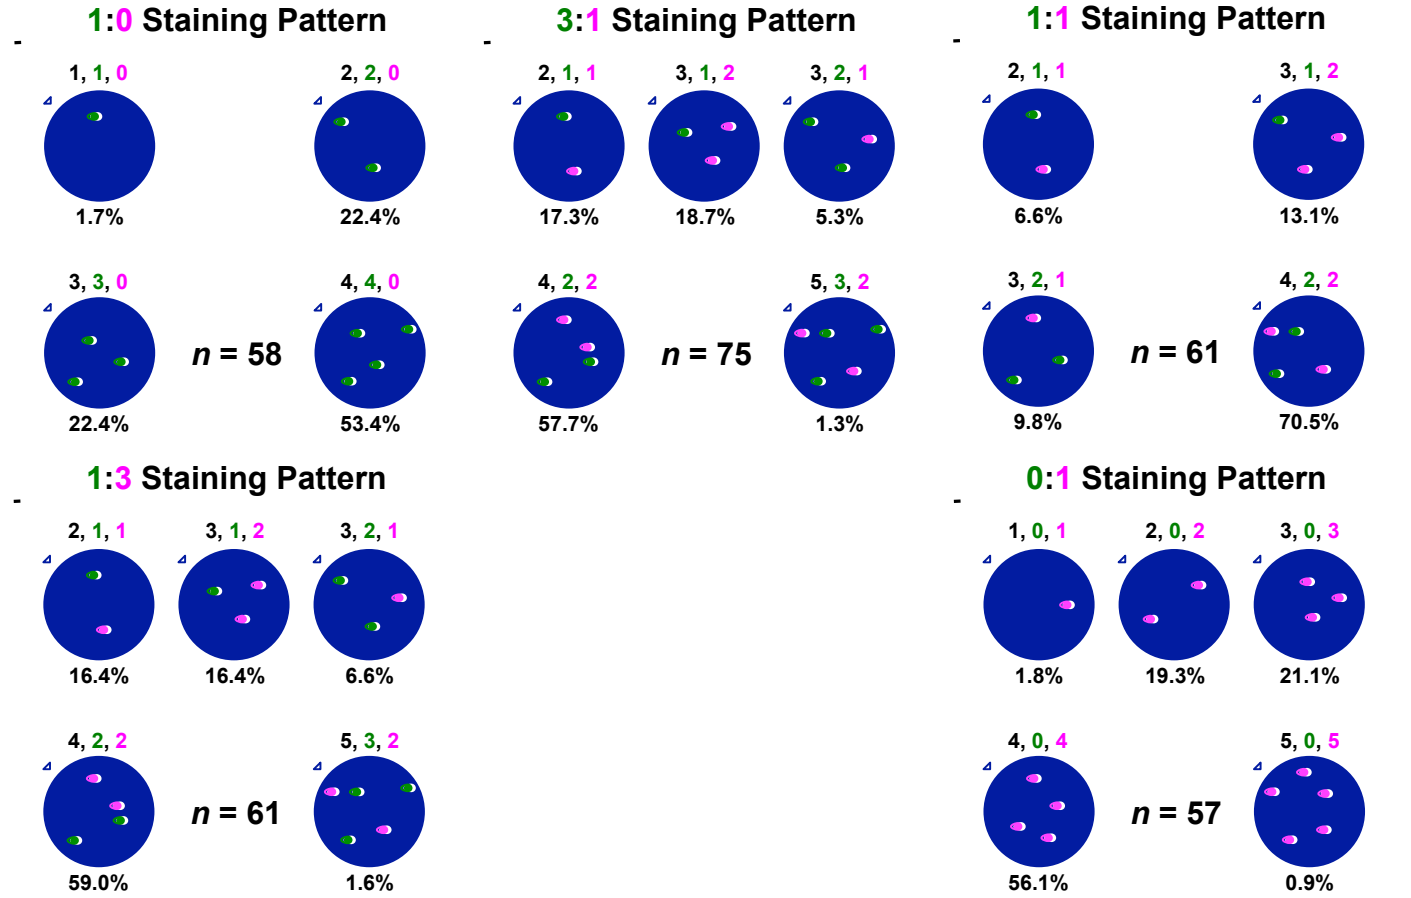 1:0 Staining Pattern
3:1 Staining Pattern
1:1 Staining Pattern
-
-
-
1, 1, 0
2, 2, 0
2, 1, 1
3, 1, 2
3, 2, 1
2, 1, 1
3, 1, 2
1.7%
22.4%
17.3%
18.7%
5.3%
6.6%
13.1%
3, 3, 0
4, 4, 0
4, 2, 2
5, 3, 2
3, 2, 1
4, 2, 2
n = 58
n = 75
n = 61
22.4%
53.4%
57.7%
1.3%
9.8%
70.5%
1:3 Staining Pattern
0:1 Staining Pattern
-
-
2, 1, 1
3, 1, 2
3, 2, 1
1, 0, 1
2, 0, 2
3, 0, 3
16.4%
16.4%
6.6%
1.8%
19.3%
21.1%
4, 2, 2
5, 3, 2
4, 0, 4
5, 0, 5
n = 61
n = 57
59.0%
1.6%
56.1%
0.9%